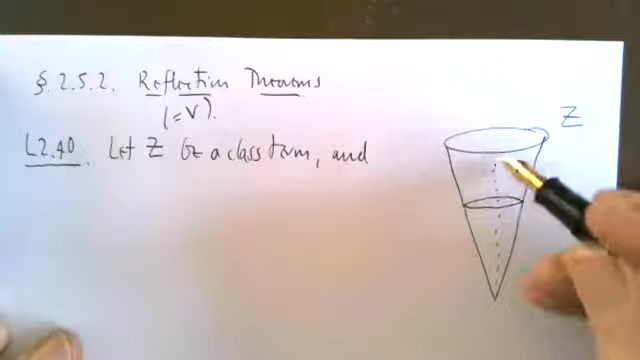 §.2.5.2. Reflection Theorems
(=V).
L2.40. Let Z be a class term, and
Z